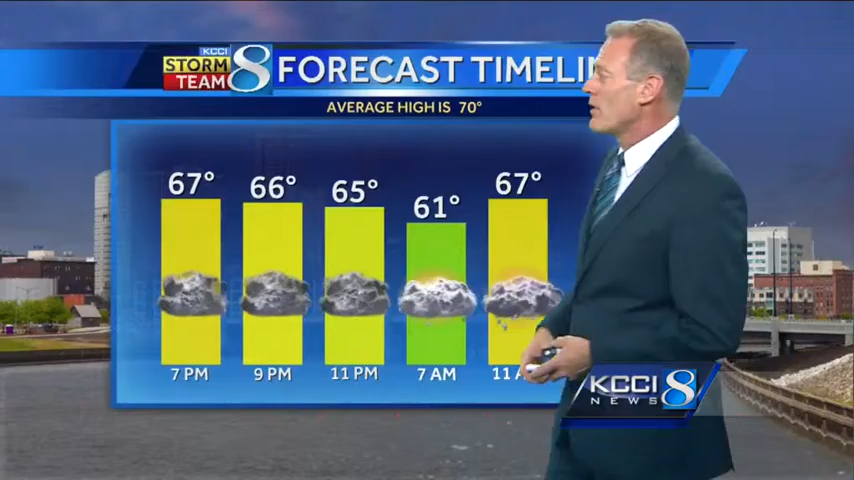 KCCI
STORM
TEAM
8
FORECAST TIMELI
AVERAGE HIGH IS 70°
67° 66° 65° 61° 67°
7 PM 9 PM 11 PM 7 AM 11 A
KCCI 8
NEWS